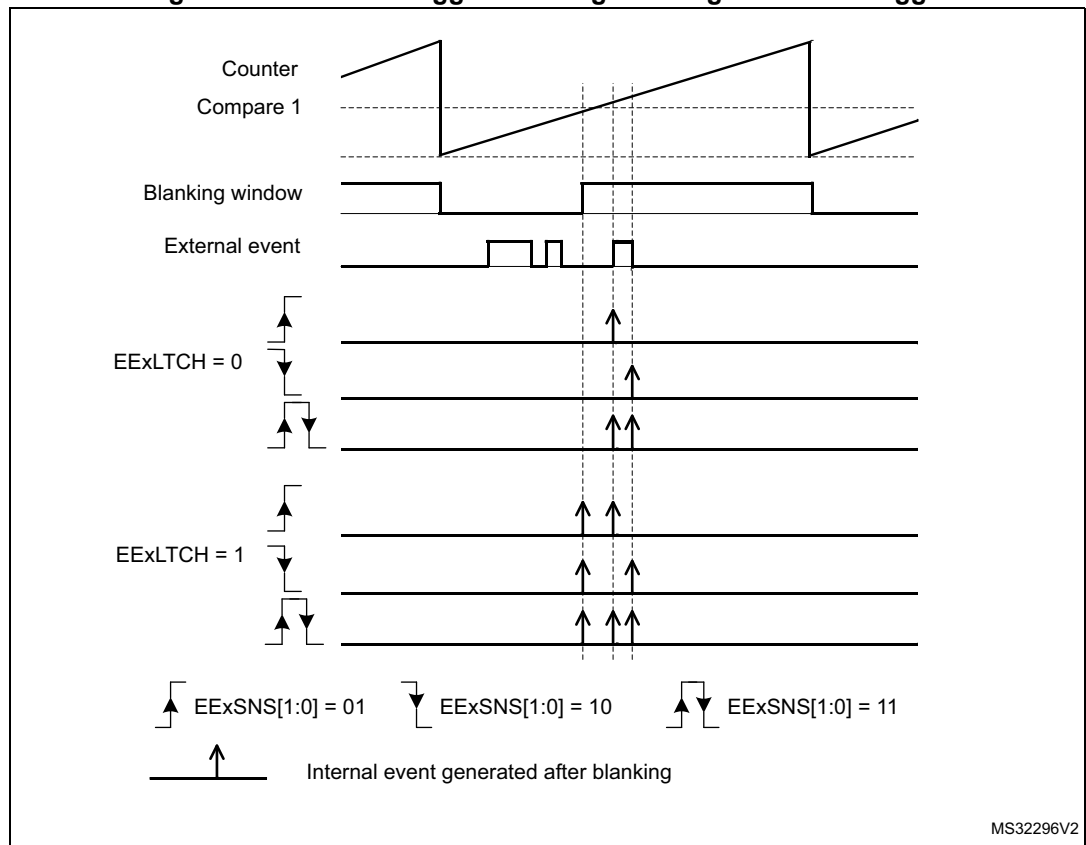 Counter
Compare 1
Blanking window
External event
EExLTCH = 0
EExLTCH = 1
EExSNS[1:0] = 01 EExSNS[1:0] = 10 EExSNS[1:0] = 11
Internal event generated after blanking
MS32296V2